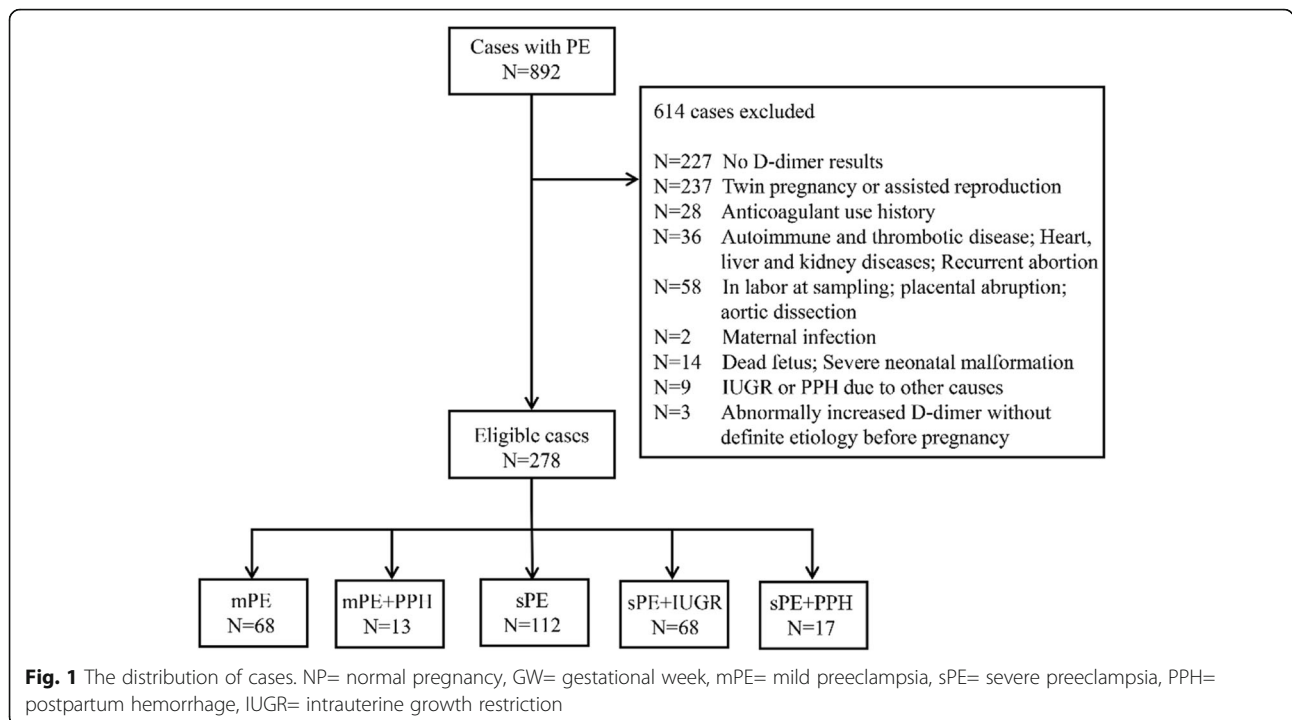 Cases with PE
N=892
614 cases excluded
N=227 No D-dimer results
N=237 Twin pregnancy or assisted reproduction
N=28 Anticoagulant use history
N=36 Autoimmune and thrombotic disease; Heart,
liver and kidney diseases; Recurrent abortion
N=58 In labor at sampling; placental abruption;
aortic dissection
N=2 Maternal infection
N=14 Dead fetus; Severe neonatal malformation
N=9 IUGR or PPH due to other causes
N=3 Abnormally increased D-dimer without
definite etiology before pregnancy
Eligible cases
N=278
mPE
N=68
mPE+PPH
N=13
sPE
N=112
sPE+IUGR
N=68
sPE+PPH
N=17
Fig. 1 The distribution of cases. NP= normal pregnancy, GW= gestational week, mPE= mild preeclampsia, sPE= severe preeclampsia, PPH=
postpartum hemorrhage, IUGR= intrauterine growth restriction